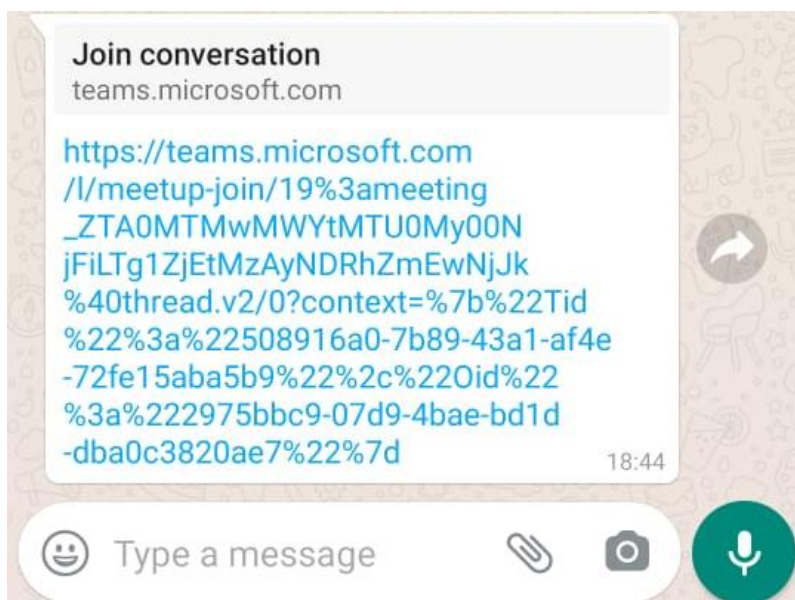 Join conversation
teams.microsoft.com
https://teams.microsoft.com
/l/meetup-join/19%3ameeting
_ZTA0MTMwMWYtMTU0My00N
jFiLTg1ZjEtMzAyNDRhZmEwNjJk
%40thread.v2/0?context=%7b%22Tid
%22%3a%22508916a0-7b89-43a1-af4e
-72fe15aba5b9%22%2c%22Oid%22
%3a%222975bbc9-07d9-4bae-bd1d
-dba0c3820ae7%22%7d
18:44
Type a message